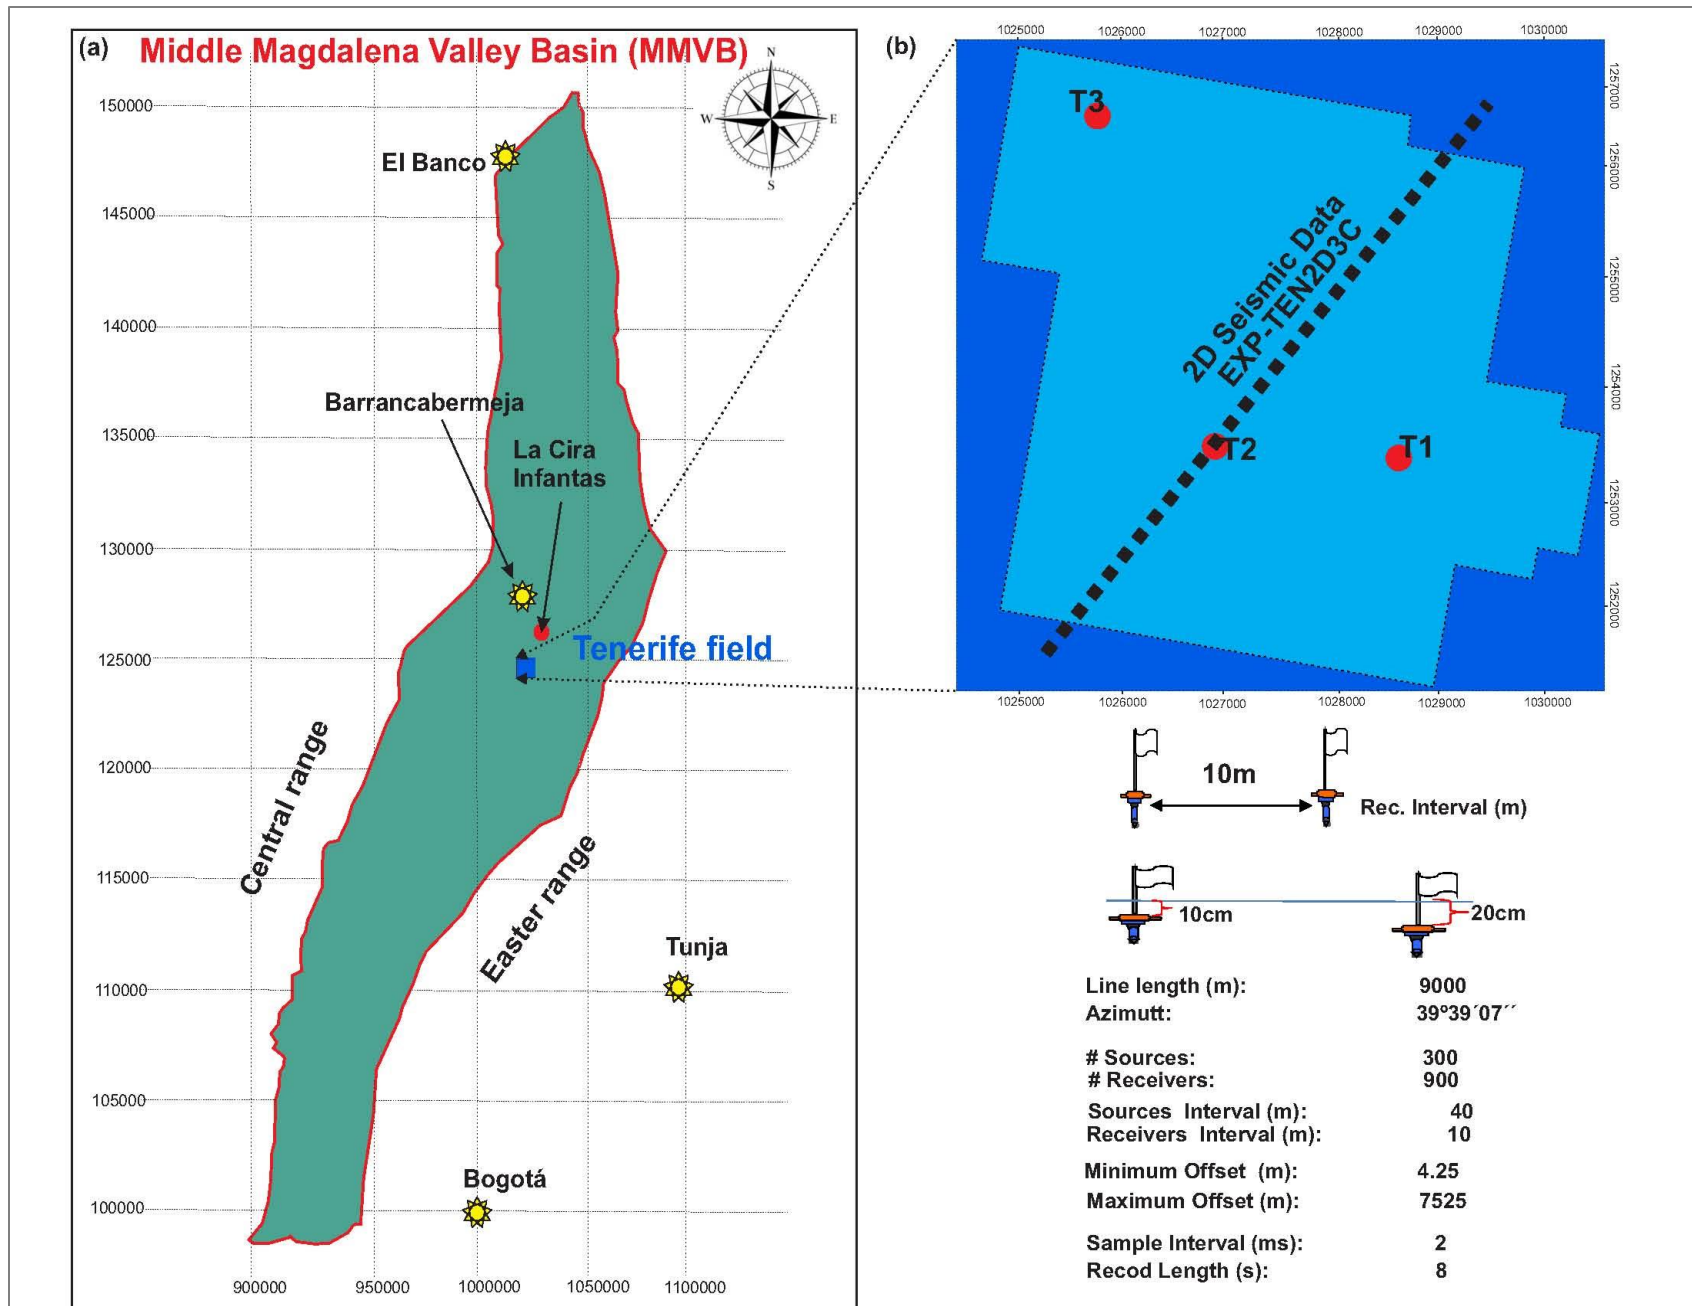 (a)
Middle Magdalena Valley Basin (MMVB)
N
W
E
S
150000
El Banco
145000
140000
Barrancabermeja
La Cira
Infantas
135000
130000
Tenerife field
125000
120000
Central range
115000
Easter range
Tunja
110000
105000
Bogotá
100000
900000
950000
1000000
1050000
1100000
(b)
1025000
1026000
1027000
1028000
1029000
1030000
1257000
1256000
1255000
1254000
1253000
1252000
T3
2D Seismic Data
EXP-TEN2D3C
T2
T1
1025000
1026000
1027000
1028000
1029000
1030000
10m
Rec. Interval (m)
10cm
20cm
Line length (m): 9000
Azimutt: 39º39´07´´
# Sources: 300
# Receivers: 900
Sources Interval (m): 40
Receivers Interval (m): 10
Minimum Offset (m): 4.25
Maximum Offset (m): 7525
Sample Interval (ms): 2
Recod Length (s): 8